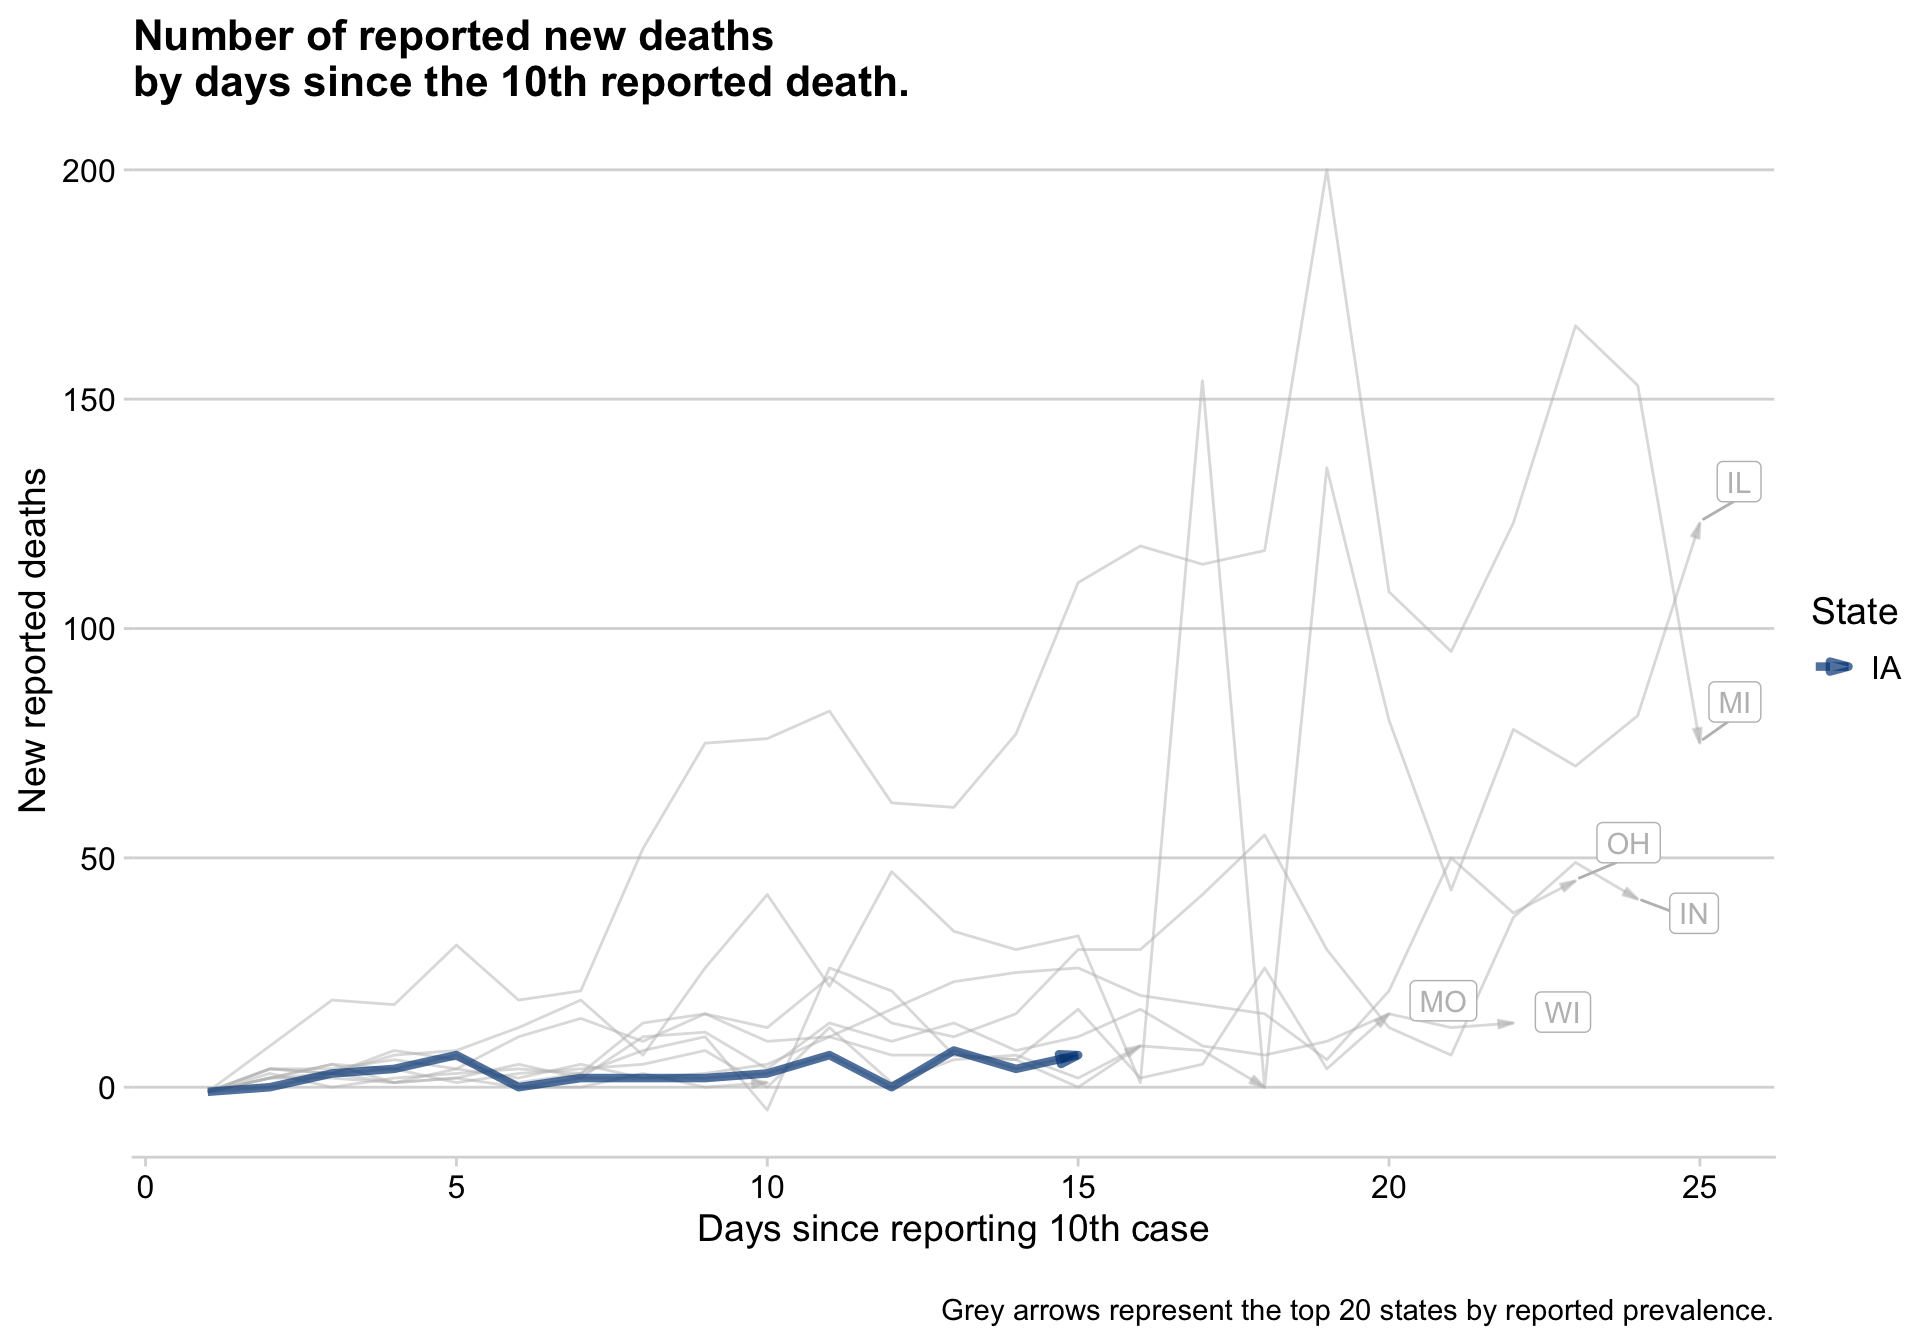 Number of reported new deaths
by days since the 10th reported death.
200
150
100
50
0
New reported deaths
IL
MI
OH
IN
MO
WI
State
IA
0 5 10 15 20 25
Days since reporting 10th case
Grey arrows represent the top 20 states by reported prevalence.